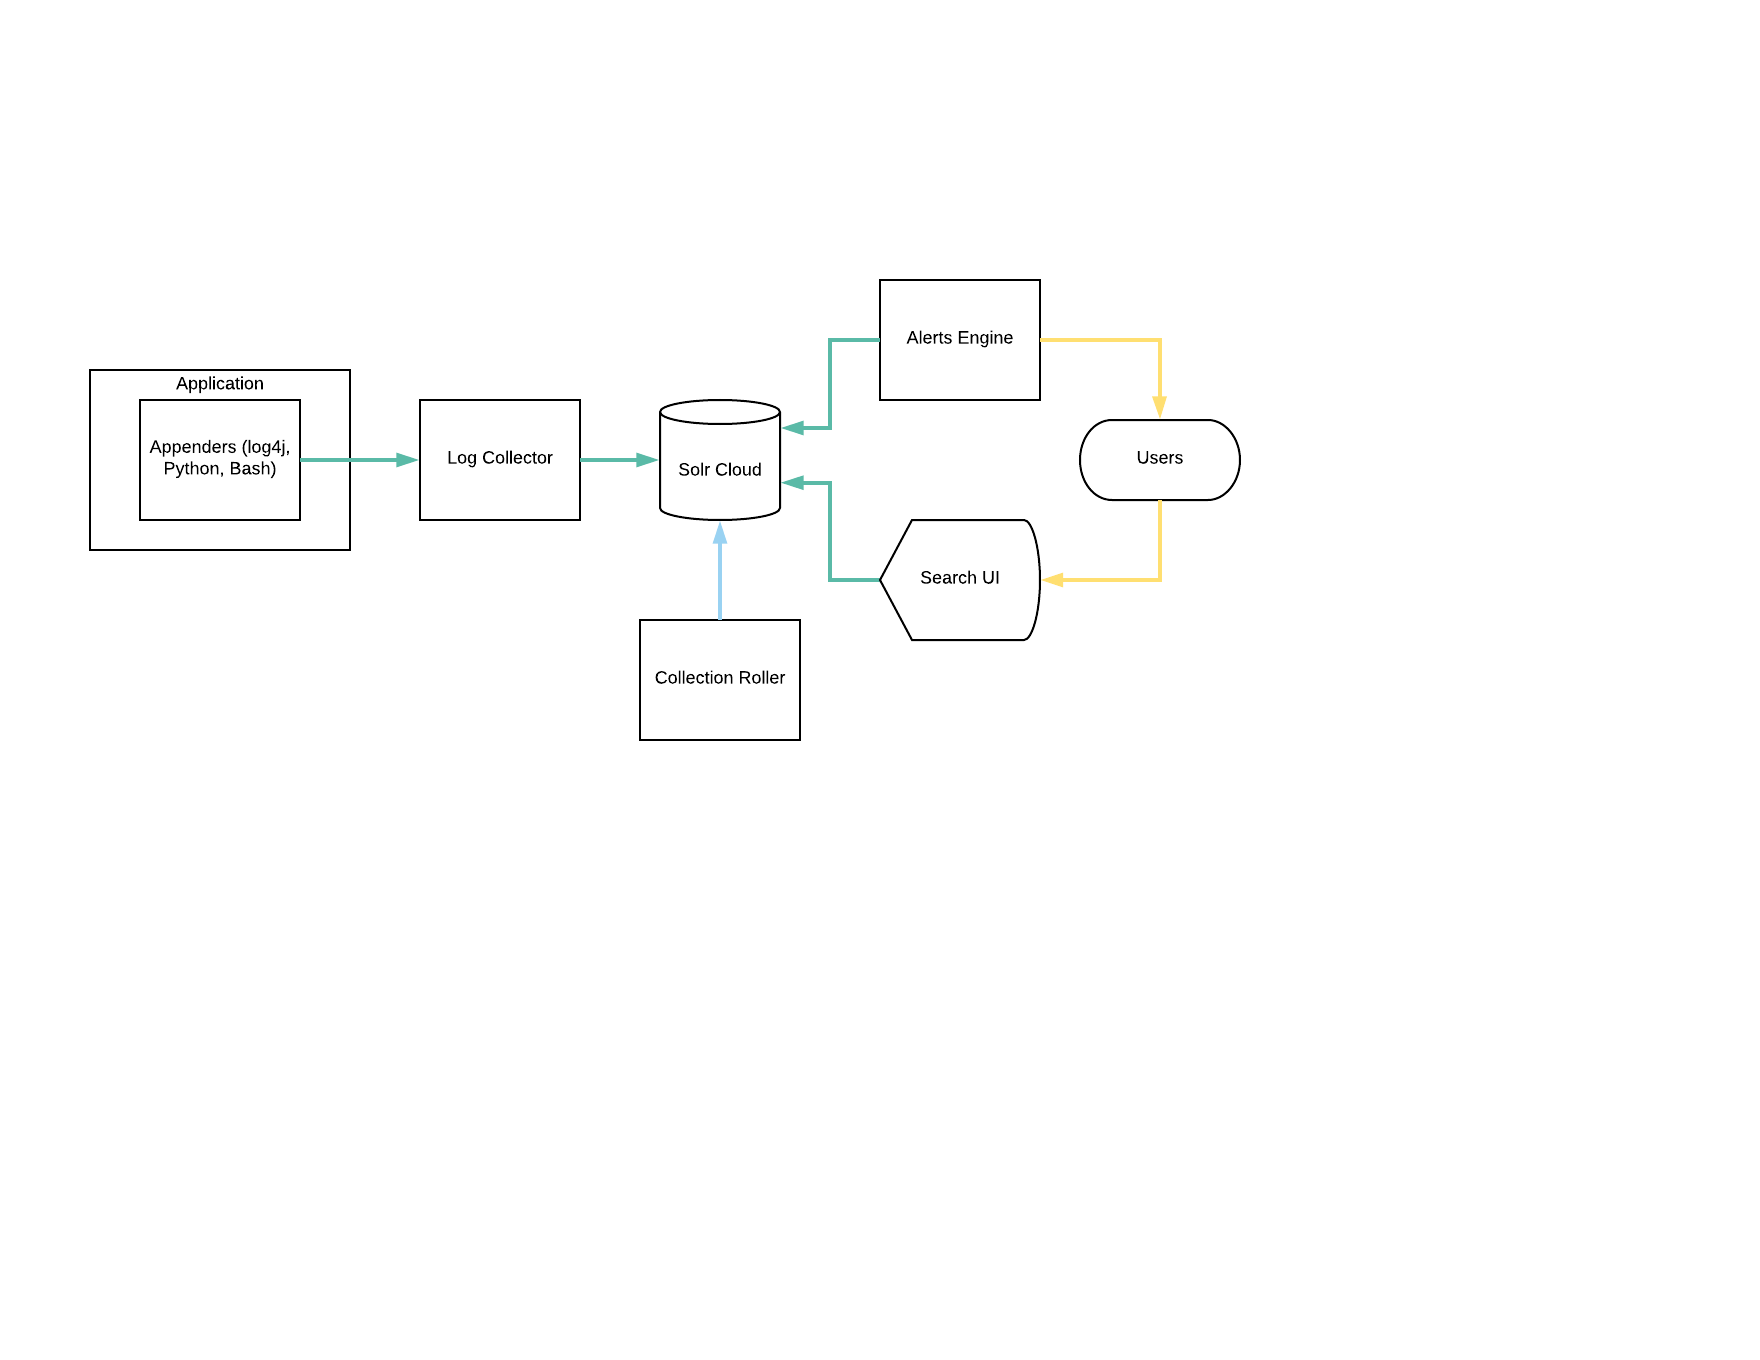 Application
Appenders (log4j,
Python, Bash)
Log Collector
Solr Cloud
Alerts Engine
Users
Search UI
Collection Roller